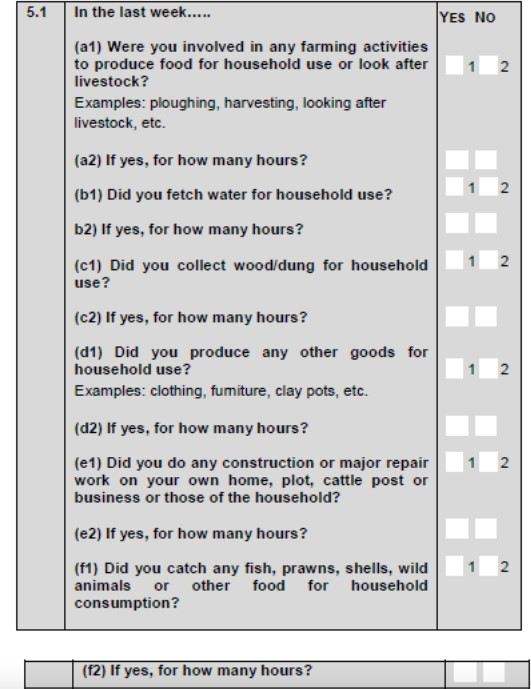 5.1 In the last week..... YES NO
(a1) Were you involved in any farming activities
to produce food for household use or look after
livestock? 1 2
Examples: ploughing, harvesting, looking after
livestock, etc.
(a2) If yes, for how many hours?
(b1) Did you fetch water for household use? 1 2
b2) If yes, for how many hours?
(c1) Did you collect wood/dung for household 1 2
use?
(c2) If yes, for how many hours?
(d1) Did you produce any other goods for
household use? 1 2
Examples: clothing, furniture, clay pots, etc.
(d2) If yes, for how many hours?
(e1) Did you do any construction or major repair 1 2
work on your own home, plot, cattle post or
business or those of the household?
(e2) If yes, for how many hours?
(f1) Did you catch any fish, prawns, shells, wild 1 2
animals or other food for household
consumption?
(f2) If yes, for how many hours?